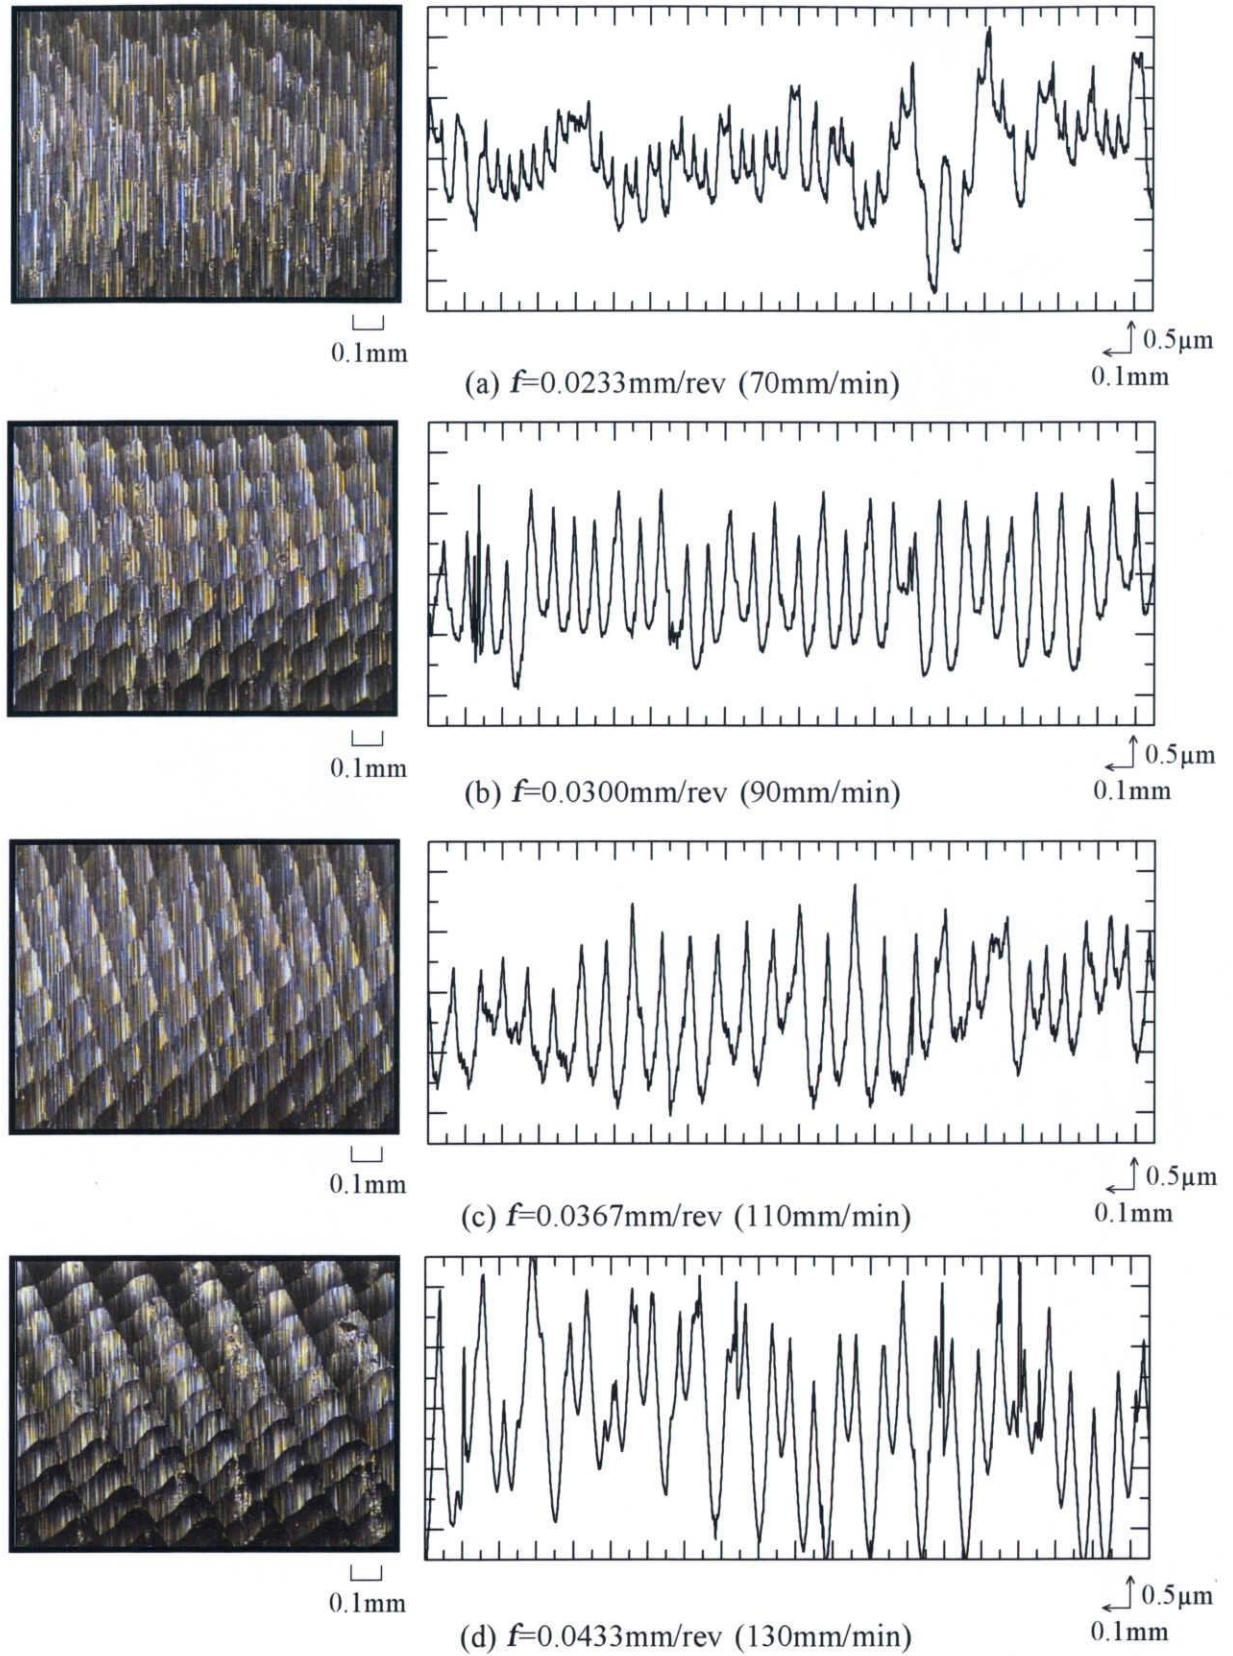 0.1mm
0.5µm
0.1mm
(a) f=0.0233mm/rev (70mm/min)
0.1mm
0.5µm
0.1mm
(b) f=0.0300mm/rev (90mm/min)
0.1mm
0.5µm
0.1mm
(c) f=0.0367mm/rev (110mm/min)
0.1mm
0.5µm
0.1mm
(d) f=0.0433mm/rev (130mm/min)